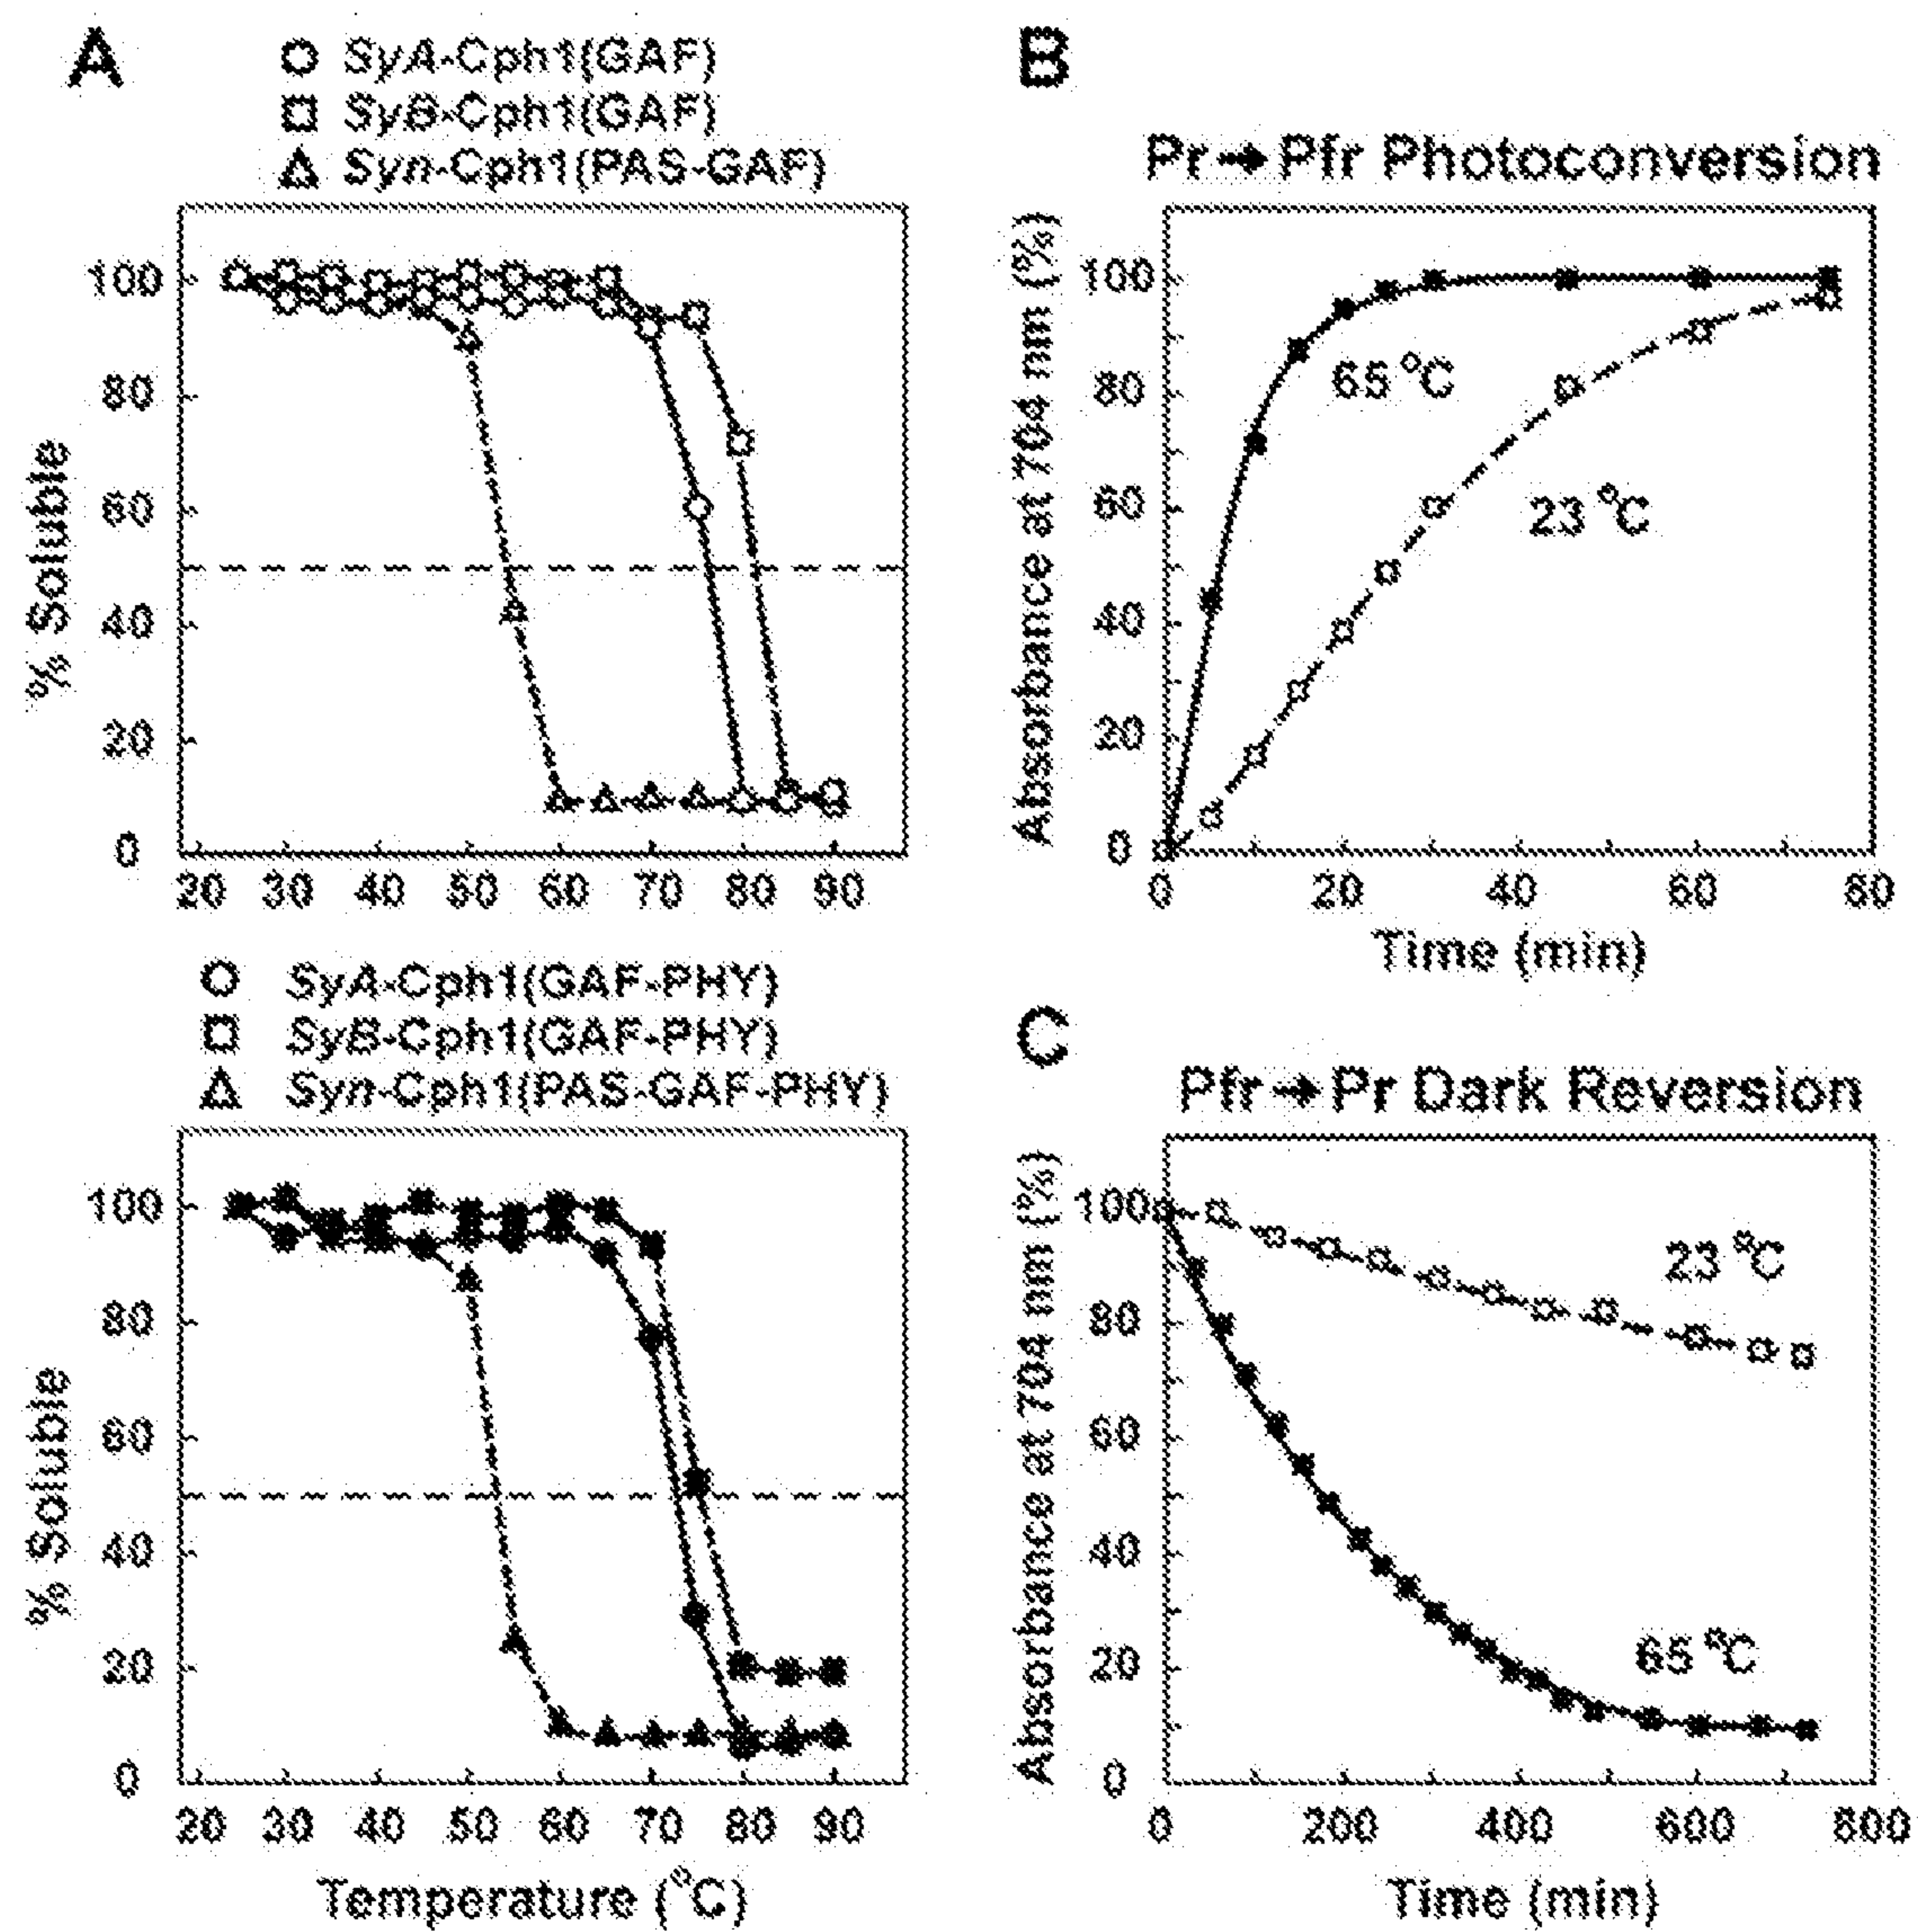 A
SyA-Cph1(GAF)
SyB-Cph1(GAF)
Syn-Cph1(PAS-GAF)
% Soluble
100
80
60
40
20
0
20 30 40 50 60 70 80 90
SyA-Cph1(GAF-PHY)
SyB-Cph1(GAF-PHY)
Syn-Cph1(PAS-GAF-PHY)
% Soluble
100
80
60
40
20
0
20 30 40 50 60 70 80 90
Temperature (°C)
B
Pr→Pfr Photoconversion
Absorbance at 704 nm (%)
100
80
60
40
20
0
65 °C
23 °C
0 20 40 60 80
Time (min)
C
Pfr→Pr Dark Reversion
Absorbance at 704 nm (%)
100
80
60
40
20
0
23 °C
65 °C
0 200 400 600 800
Time (min)